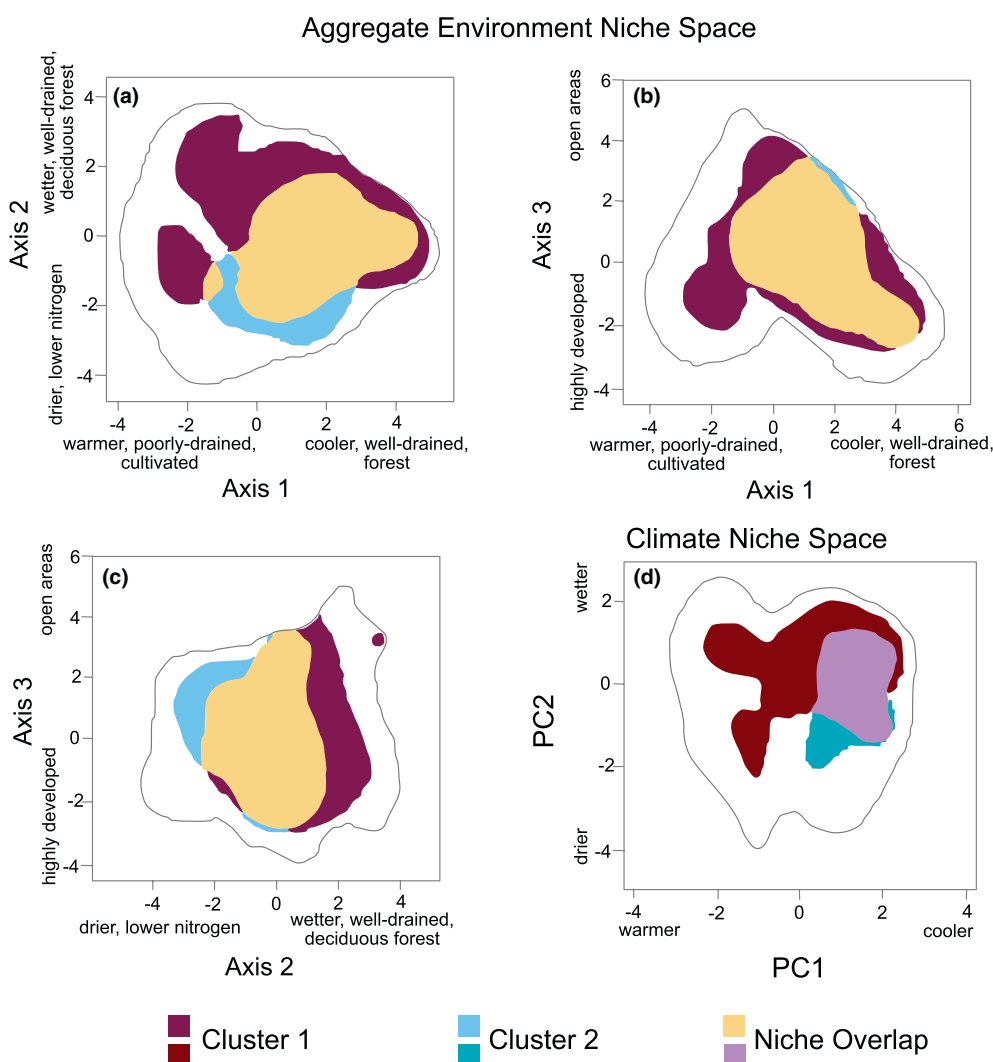 Aggregate Environment Niche Space
(a)
wetter, well-drained,
deciduous forest
drier, lower nitrogen
Axis 2
4
2
0
-2
-4
-4 -2 0 2 4
warmer, poorly-drained,
cultivated
cooler, well-drained,
forest
Axis 1
(b)
open areas
highly developed
Axis 3
6
4
2
0
-2
-4
-4 -2 0 2 4 6
warmer, poorly-drained,
cultivated
cooler, well-drained,
forest
Axis 1
(c)
open areas
highly developed
Axis 3
6
4
2
0
-2
-4
-4 -2 0 2 4
drier, lower nitrogen
wetter, well-drained,
deciduous forest
Axis 2
Climate Niche Space
(d)
wetter
drier
PC2
2
0
-2
-4
-4 -2 0 2 4
warmer
cooler
PC1
Cluster 1
Cluster 2
Niche Overlap